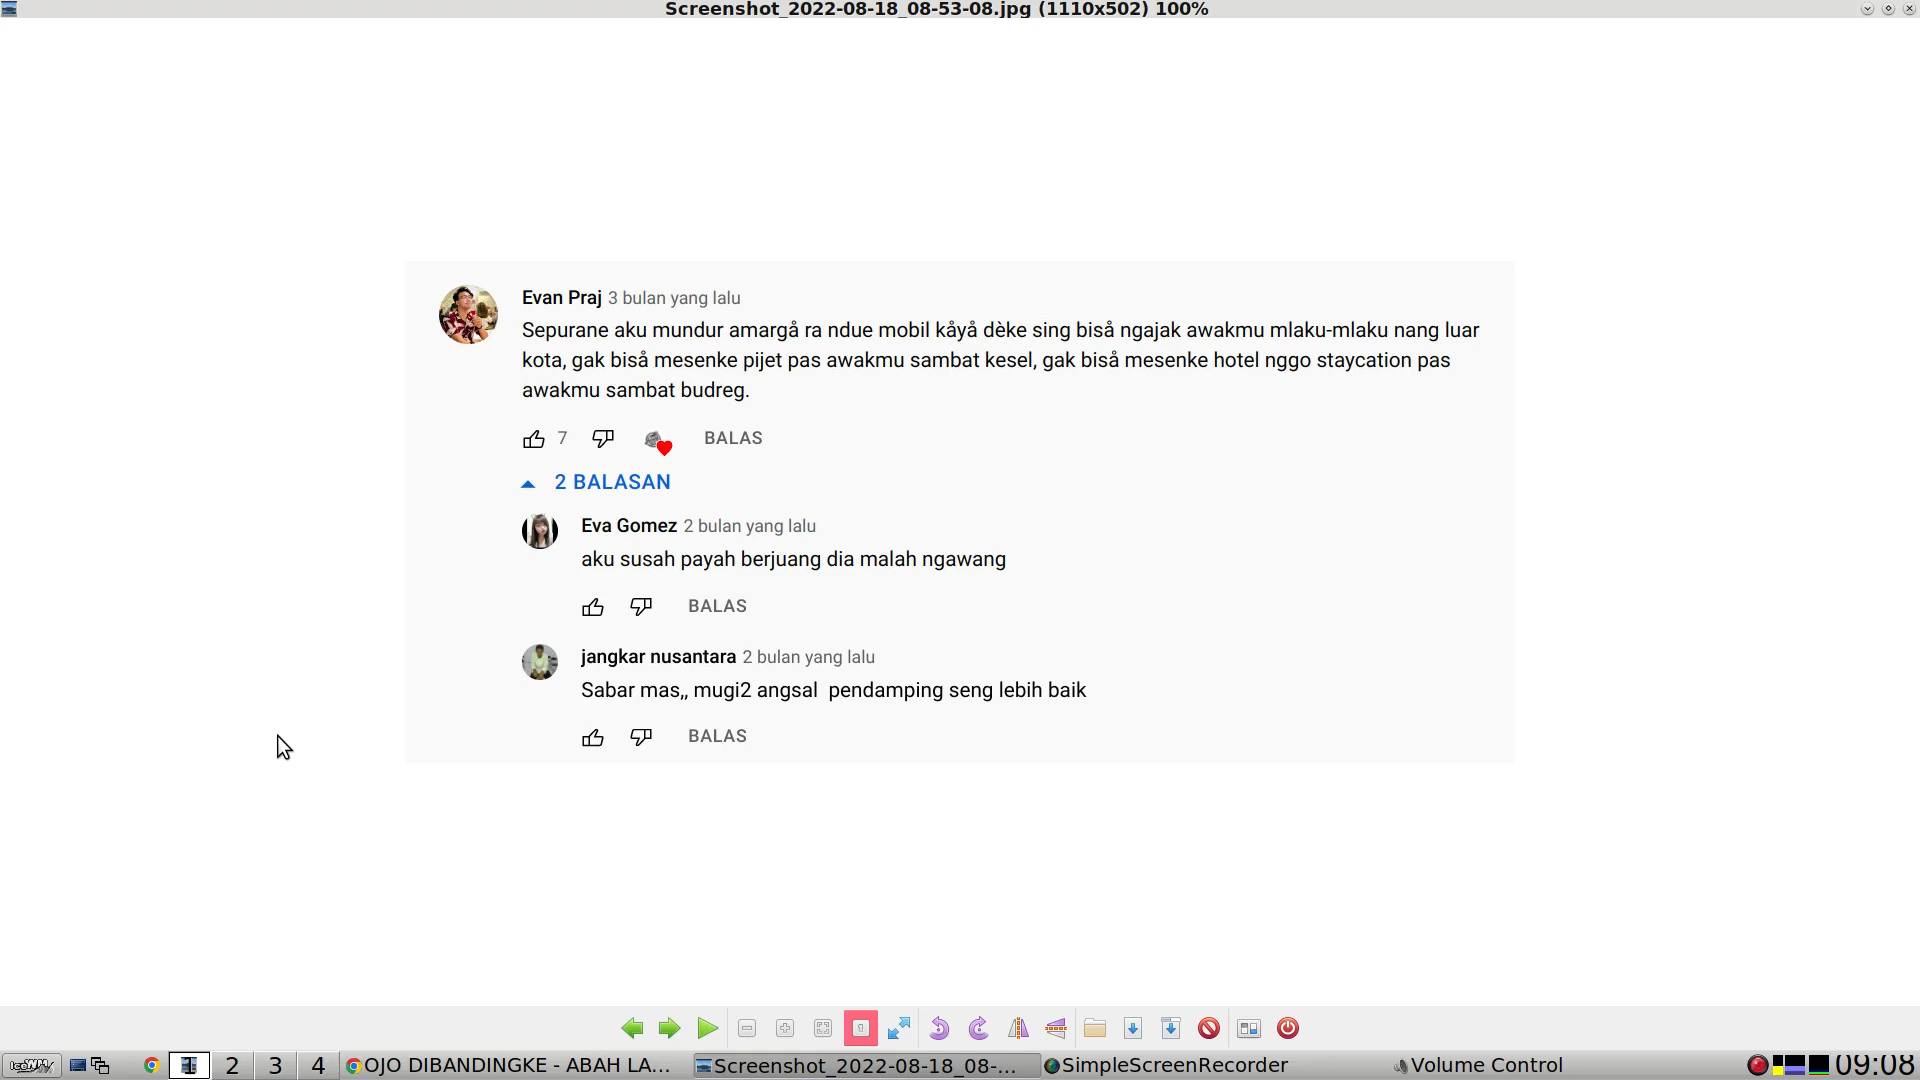 Screenshot_2022-08-18_08-53-08.jpg (1110x502) 100%
Evan Praj 3 bulan yang lalu
Sepurane aku mundur amargå ra ndue mobil kåyå dèke sing biså ngajak awakmu mlaku-mlaku nang luar
kota, gak biså mesenke pijet pas awakmu sambat kesel, gak biså mesenke hotel nggo staycation pas
awakmu sambat budreg.
7 BALAS
2 BALASAN
Eva Gomez 2 bulan yang lalu
aku susah payah berjuang dia malah ngawang
BALAS
jangkar nusantara 2 bulan yang lalu
Sabar mas,, mugi2 angsal  pendamping seng lebih baik
BALAS
IceWM 1 2 3 4 OJO DIBANDINGKE - ABAH LA... Screenshot_2022-08-18_08-... SimpleScreenRecorder Volume Control 09:08